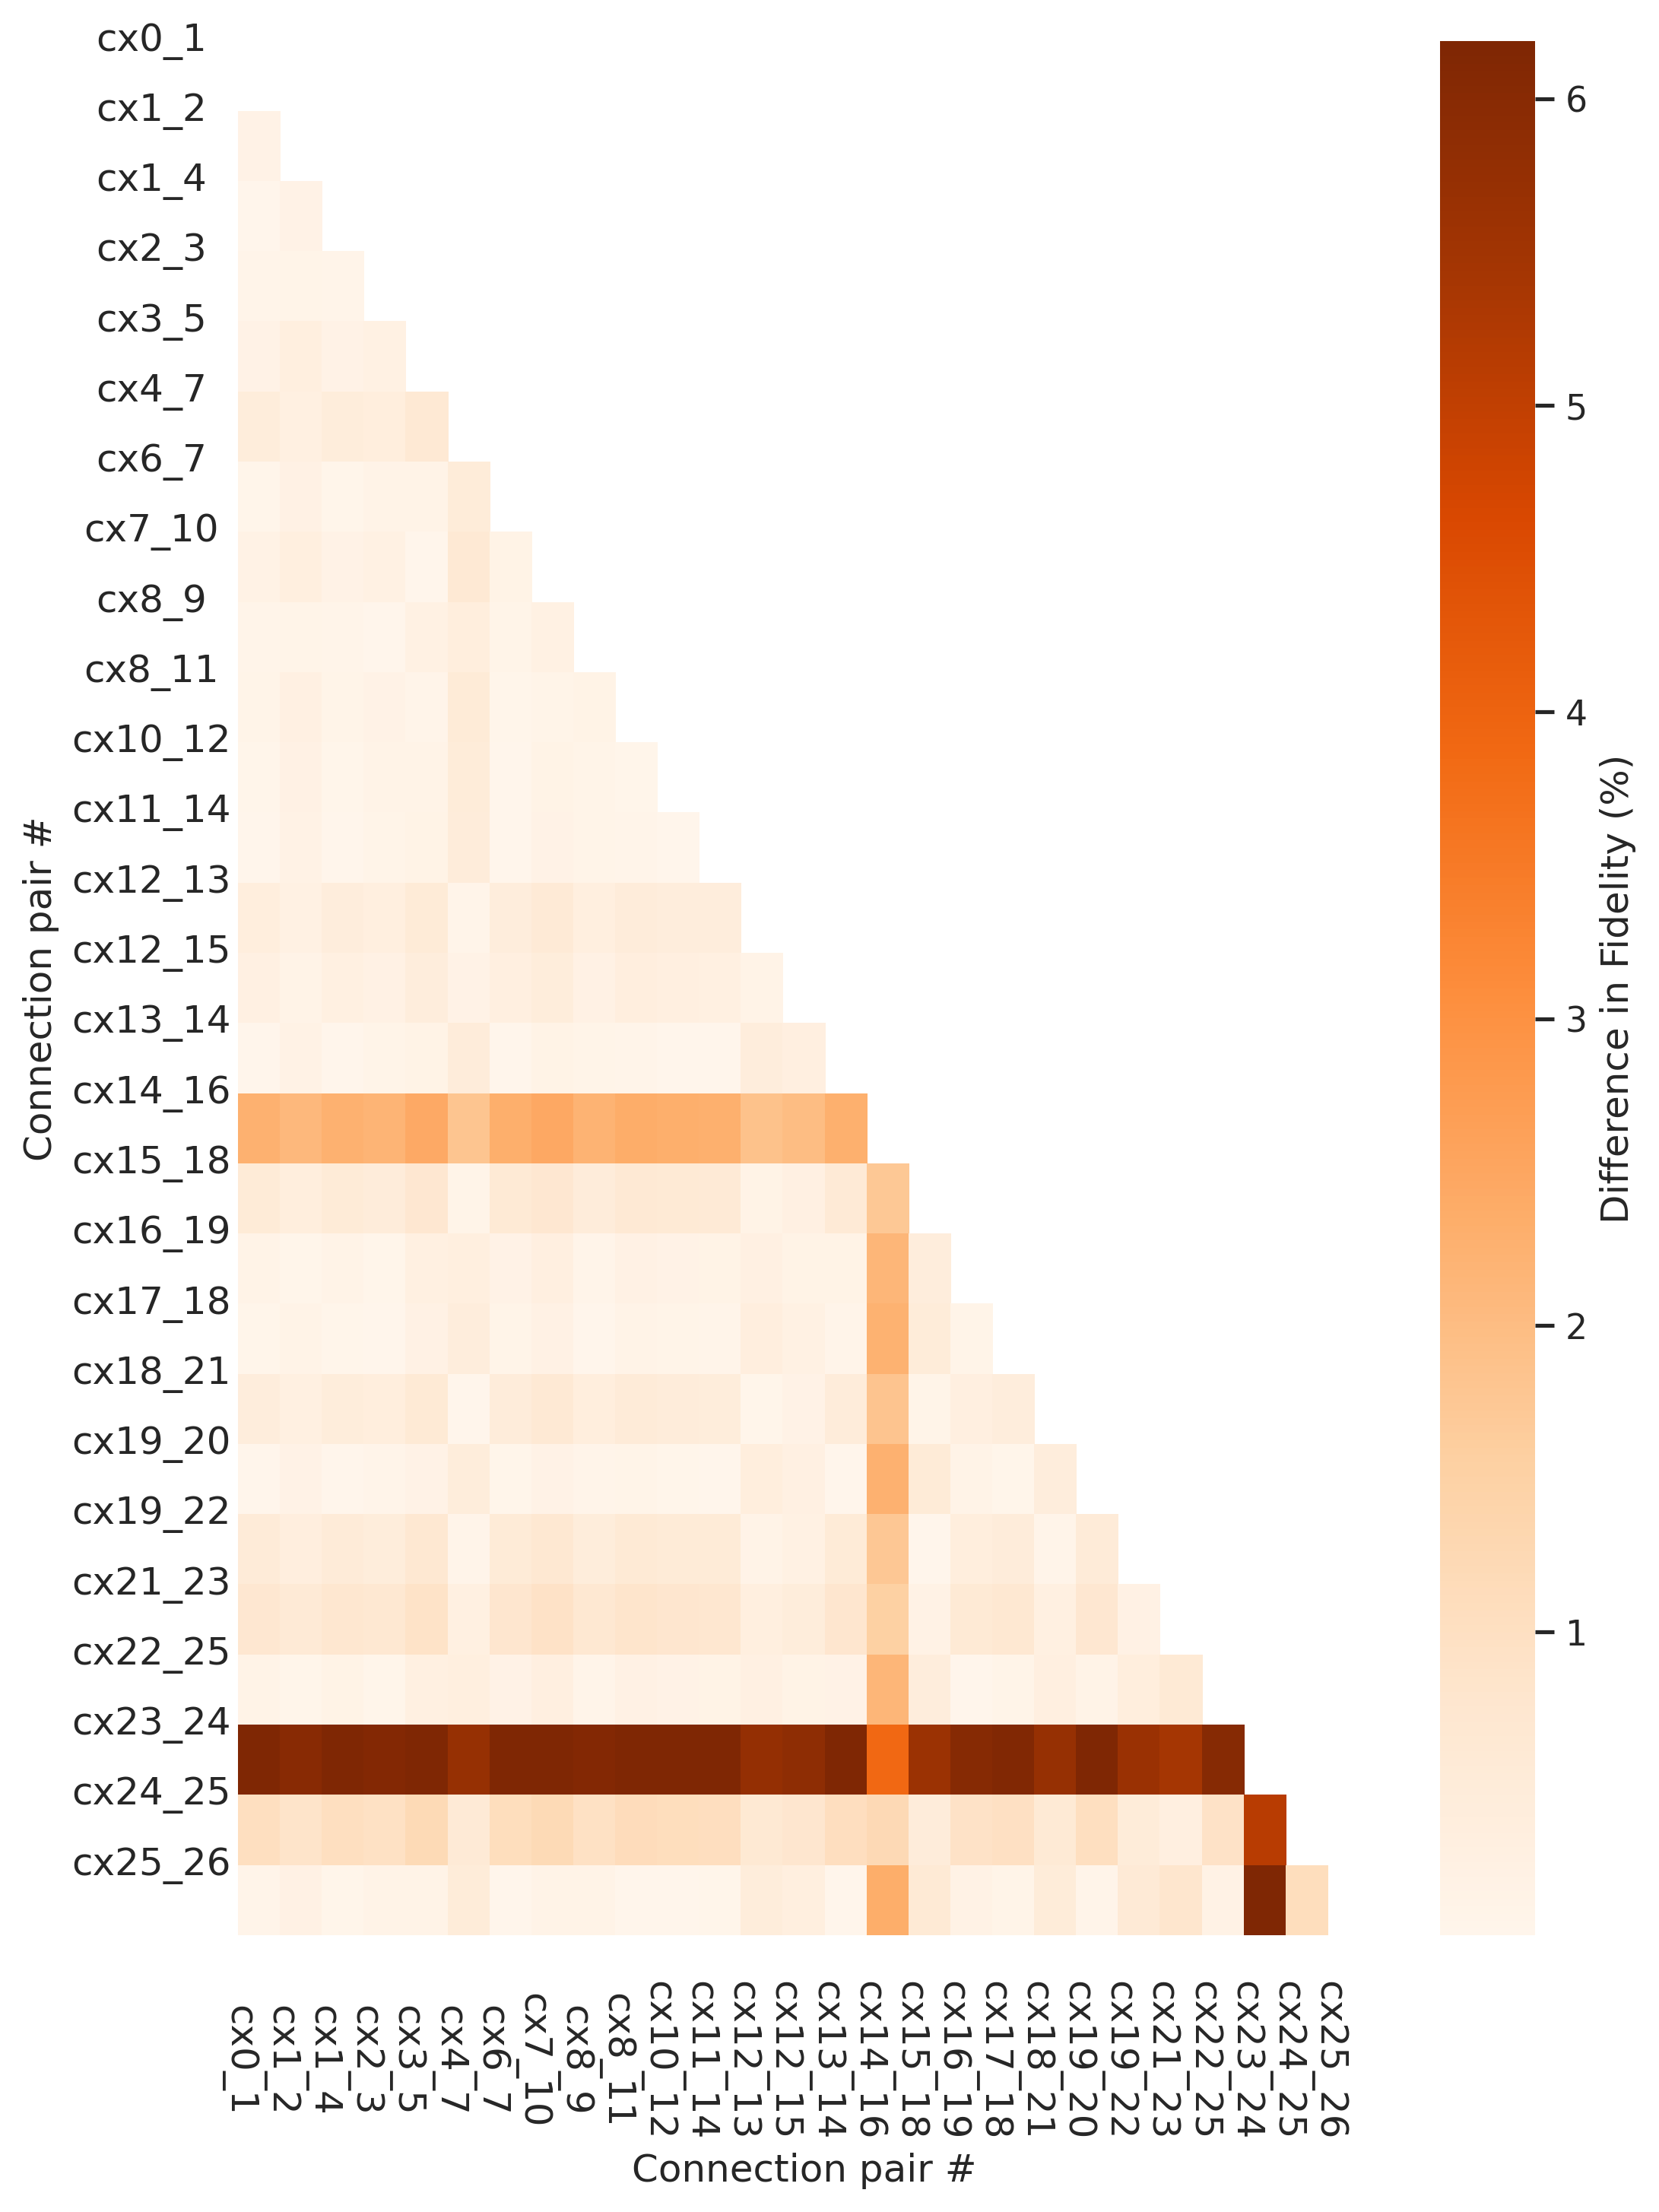 cx0_1
cx1_2
cx1_4
cx2_3
cx3_5
cx4_7
cx6_7
cx7_10
cx8_9
cx8_11
cx10_12
cx11_14
cx12_13
cx12_15
cx13_14
cx14_16
cx15_18
cx16_19
cx17_18
cx18_21
cx19_20
cx19_22
cx21_23
cx22_25
cx23_24
cx24_25
cx25_26
Connection pair #
cx0_1
cx1_2
cx1_4
cx2_3
cx3_5
cx4_7
cx6_7
cx7_10
cx8_9
cx8_11
cx10_12
cx11_14
cx12_13
cx12_15
cx13_14
cx14_16
cx15_18
cx16_19
cx17_18
cx18_21
cx19_20
cx19_22
cx21_23
cx22_25
cx23_24
cx24_25
cx25_26
Connection pair #
6
5
4
3
2
1
Difference in Fidelity (%)